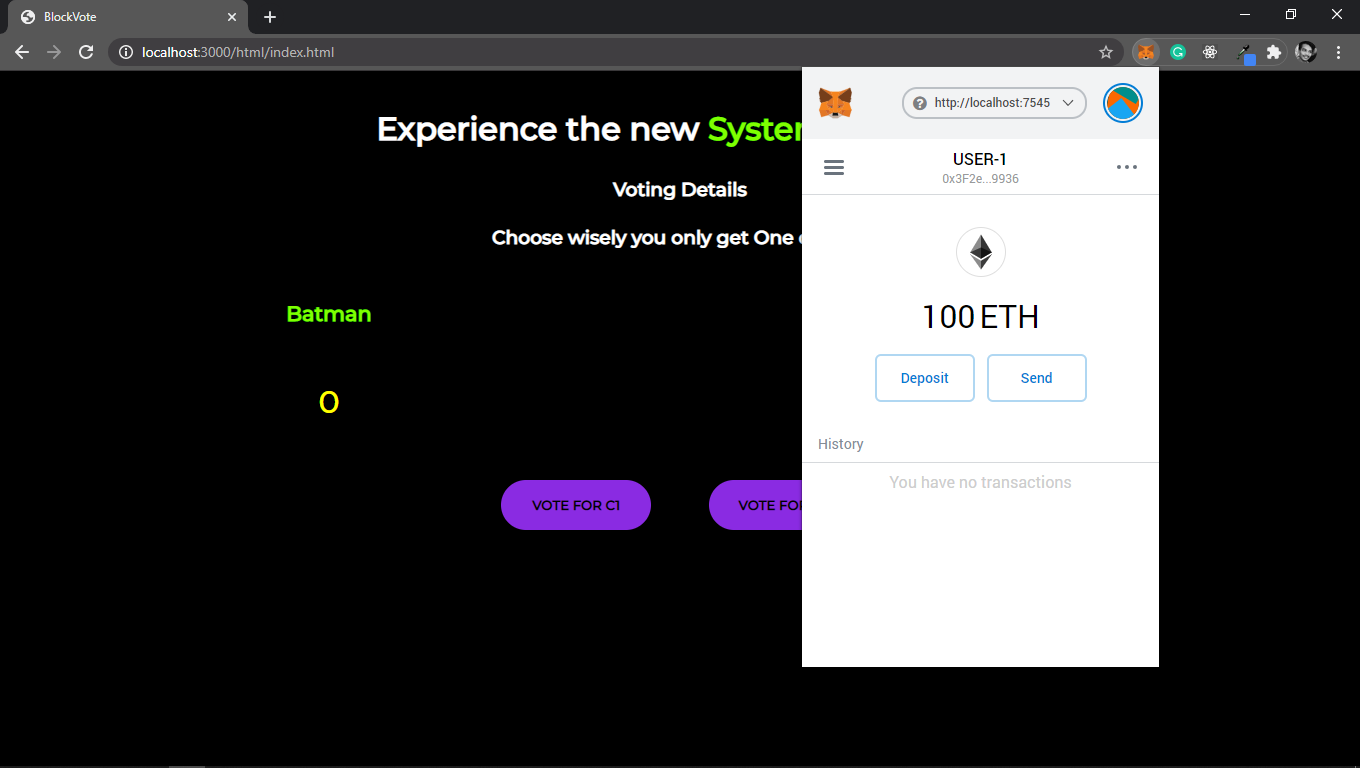 BlockVote
localhost:3000/html/index.html
http://localhost:7545
Experience the new
USER-1
0x3F2e...9936
Voting Details
Choose wisely you only get One
Batman
100 ETH
0
Deposit Send
History
You have no transactions
VOTE FOR C1 VOTE